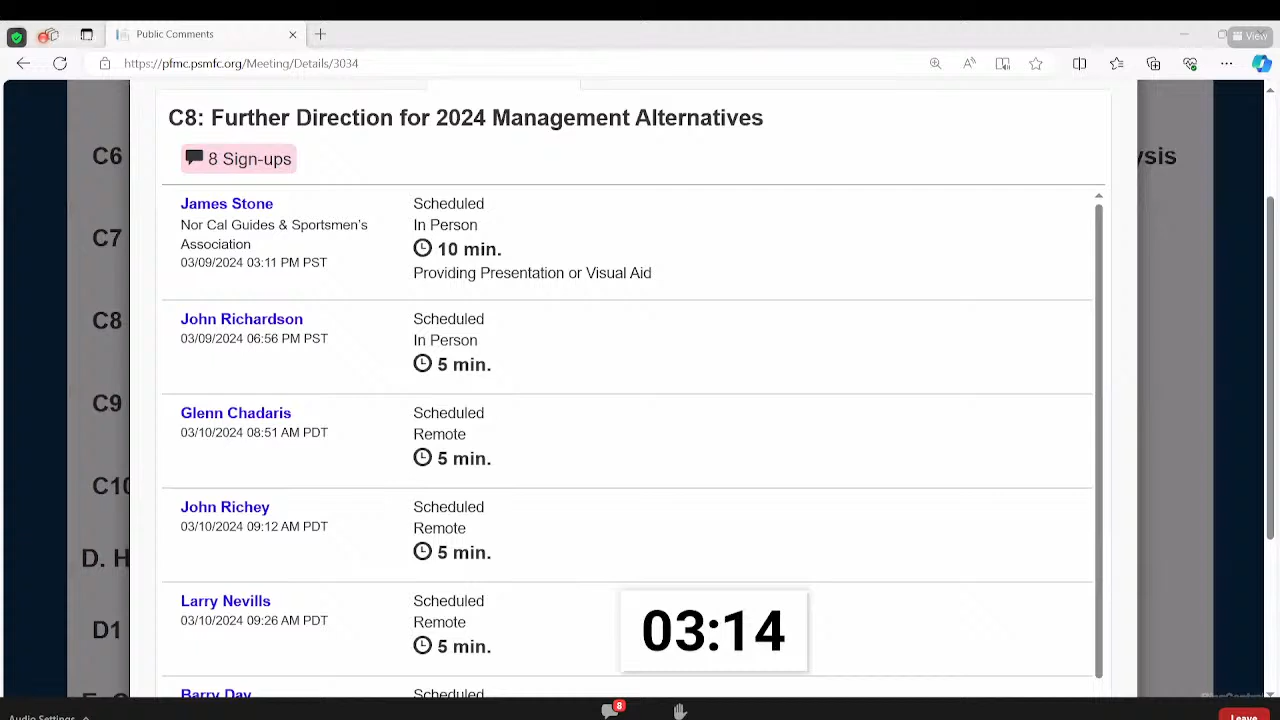 Public Comments
View
https://pfmc.psmfc.org/Meeting/Details/3034
C8: Further Direction for 2024 Management Alternatives
8 Sign-ups
C6
ysis
C7
C8
C9
C10
D. H
D1
James Stone
Nor Cal Guides & Sportsmen's
Association
03/09/2024 03:11 PM PST
Scheduled
In Person
10 min.
Providing Presentation or Visual Aid
John Richardson
03/09/2024 06:56 PM PST
Scheduled
In Person
5 min.
Glenn Chadaris
03/10/2024 08:51 AM PDT
Scheduled
Remote
5 min.
John Richey
03/10/2024 09:12 AM PDT
Scheduled
Remote
5 min.
Larry Nevills
03/10/2024 09:26 AM PDT
Scheduled
Remote
5 min.
03:14
Barry Day
Scheduled
RingCentral
Audio Settings
8
Leave